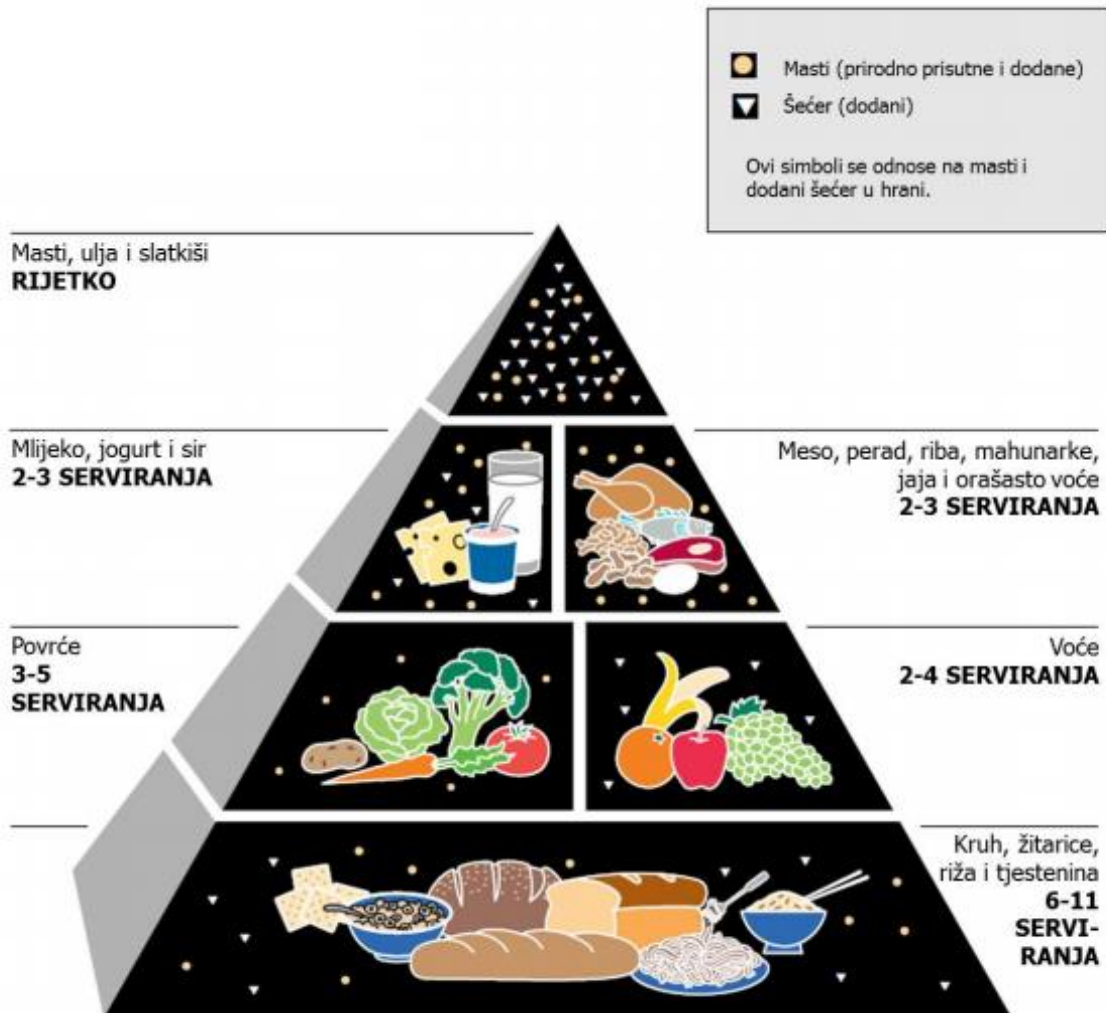 Masti (prirodno prisutne i dodane)
Šećer (dodani)
Ovi simboli se odnose na masti i
dodani šećer u hrani.
Masti, ulja i slatkiši
RIJETKO
Mlijeko, jogurt i sir
2-3 SERVIRANJA
Meso, perad, riba, mahunarke,
jaja i orašasto voće
2-3 SERVIRANJA
Povrće
3-5
SERVIRANJA
Voće
2-4 SERVIRANJA
Kruh, žitarice,
riža i tjestenina
6-11
SERVI-
RANJA